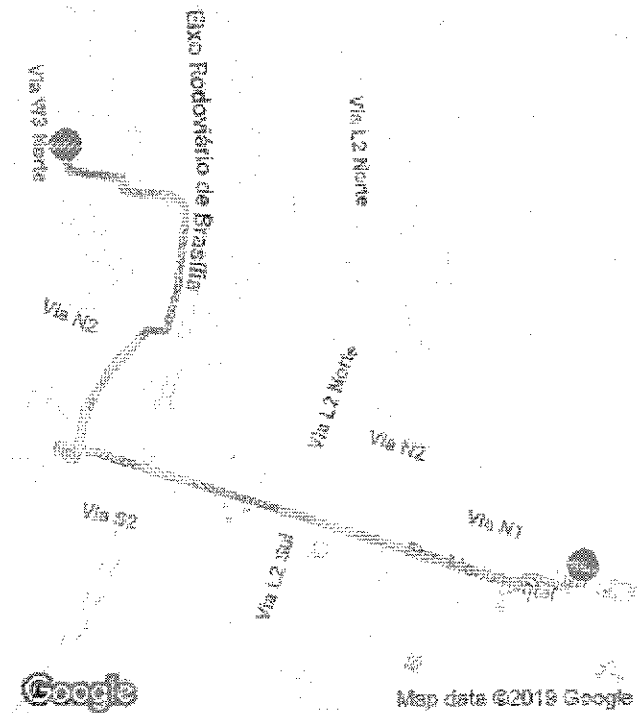 Eixo Rodoviário de Brasília
Via W3 Norte
Via L2 Norte
Via N2
Via L2 Norte
Via N2
Via S2
Via N1
Via L2 Sul
Google
Map data ©2019 Google